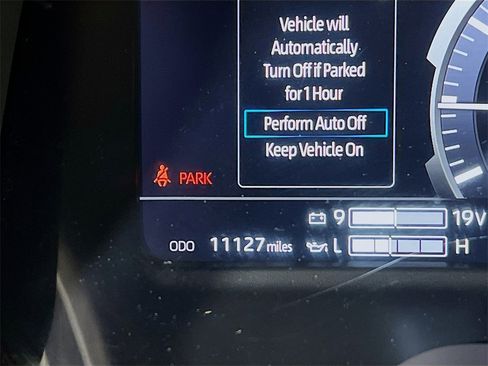 Vehicle will
Automatically
Turn Off if Parked
for 1 Hour
Perform Auto Off
Keep Vehicle On
PARK
9 19V
ODO 11127 miles L H